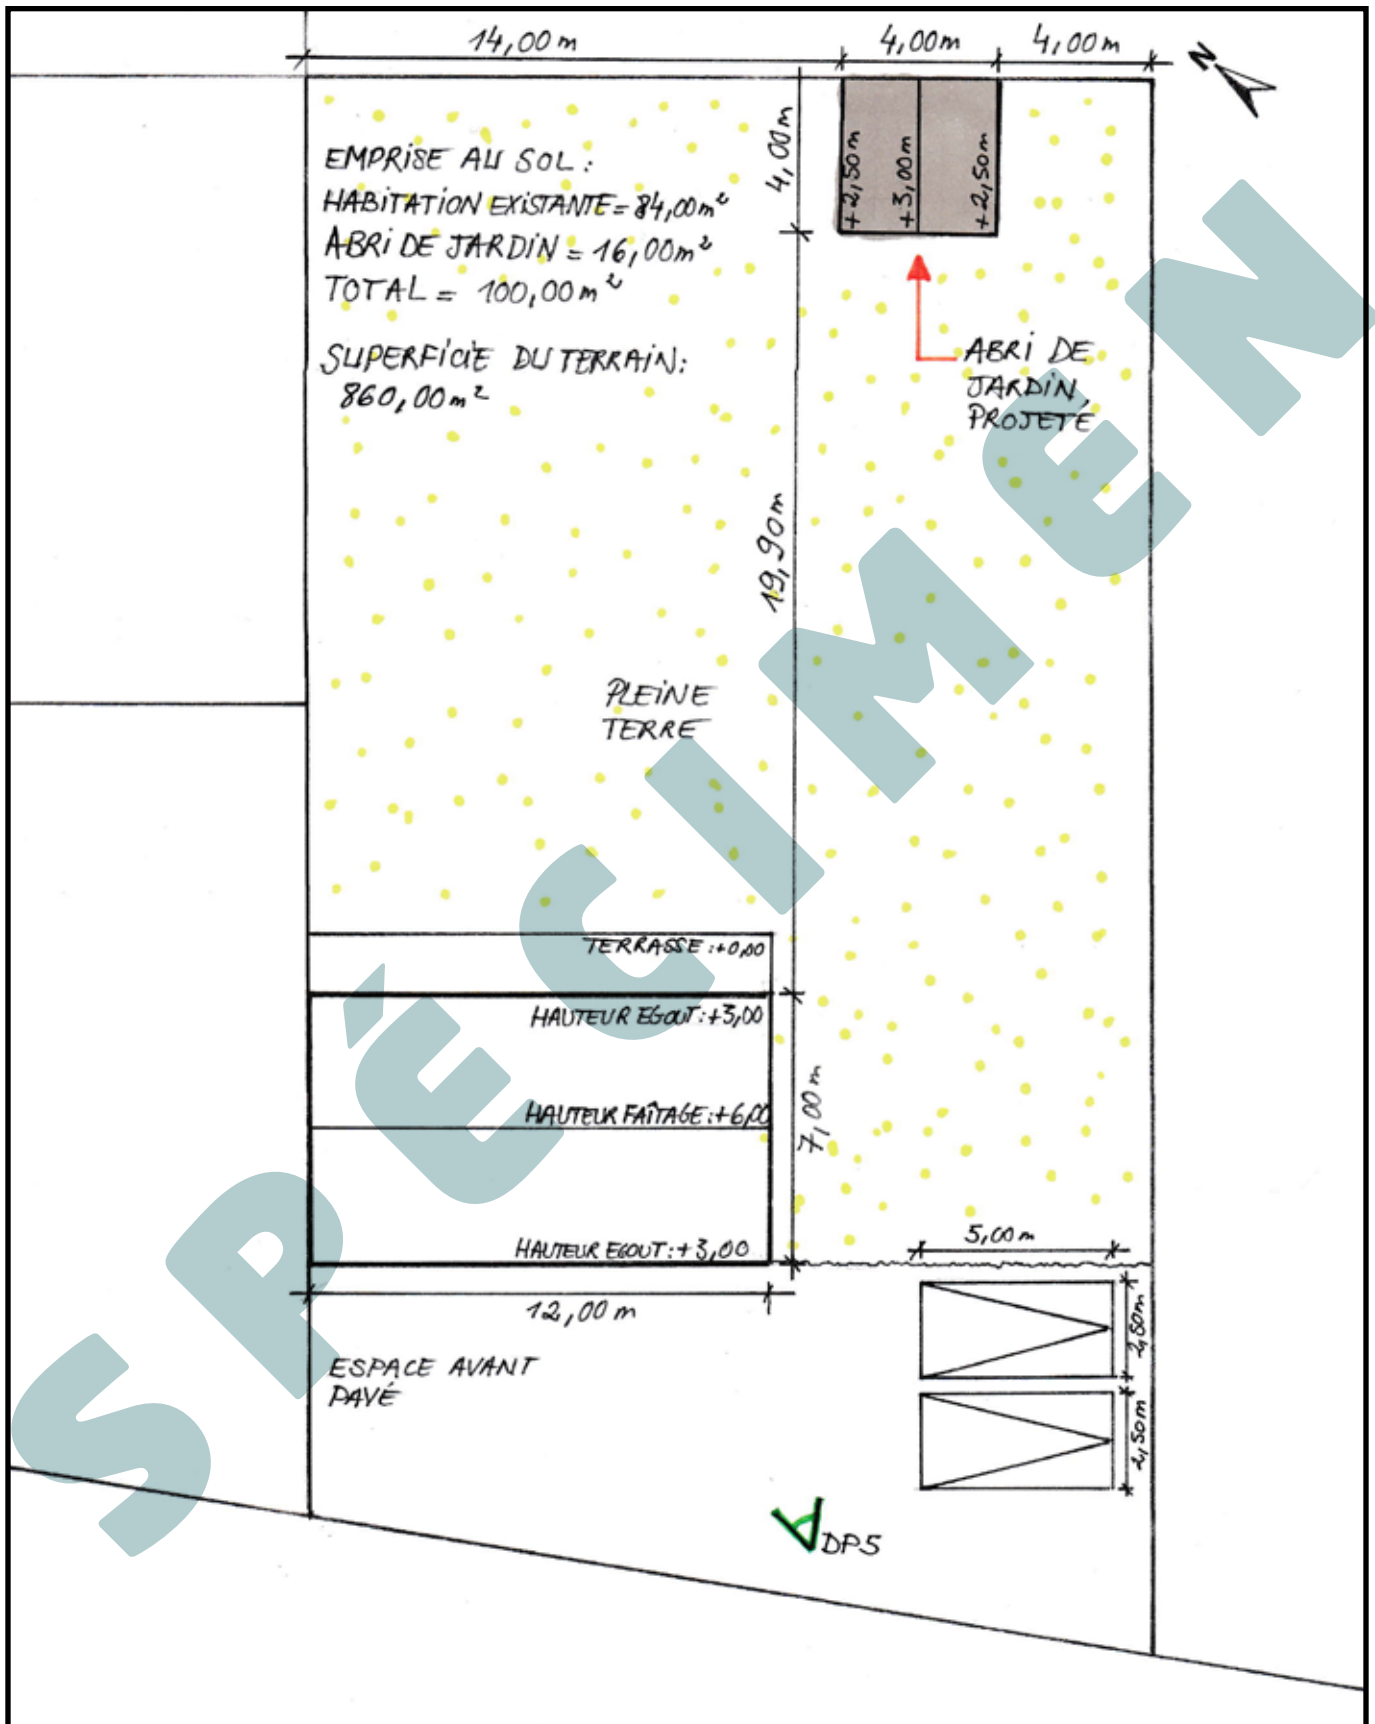 14,00m
4,00m
4,00m
N
EMPRISE AU SOL :
HABITATION EXISTANTE = 84,00m²
ABRI DE JARDIN = 16,00m²
TOTAL = 100,00m²
SUPERFICIE DU TERRAIN:
860,00m²
4,00m
+2,50m
+3,00m
+2,50m
ABRI DE
JARDIN
PROJETÉ
19,90m
PLEINE
TERRE
TERRASSE :+0,00
HAUTEUR EGOUT:+3,00
HAUTEUR FAÎTAGE:+6,00
7,00m
HAUTEUR EGOUT:+3,00
12,00m
5,00m
2,50m
2,50m
ESPACE AVANT
PAVÉ
DP5
SPÉCIMEN